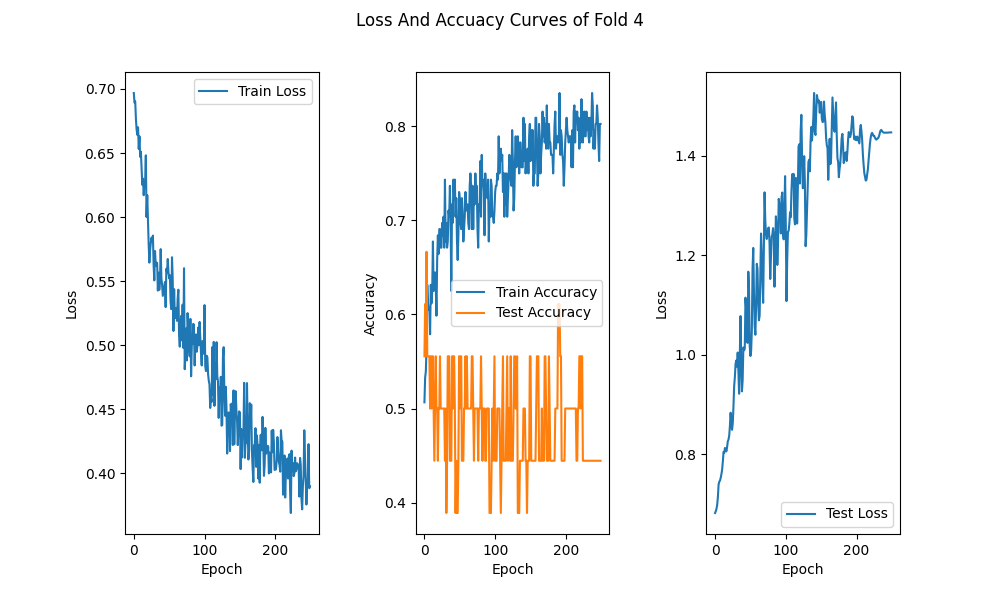 Loss And Accuacy Curves of Fold 4
Loss
0.70
0.65
0.60
0.55
0.50
0.45
0.40
Train Loss
0 100 200
Epoch
Accuracy
0.8
0.7
0.6
0.5
0.4
Train Accuracy
Test Accuracy
0 100 200
Epoch
Loss
1.4
1.2
1.0
0.8
Test Loss
0 100 200
Epoch